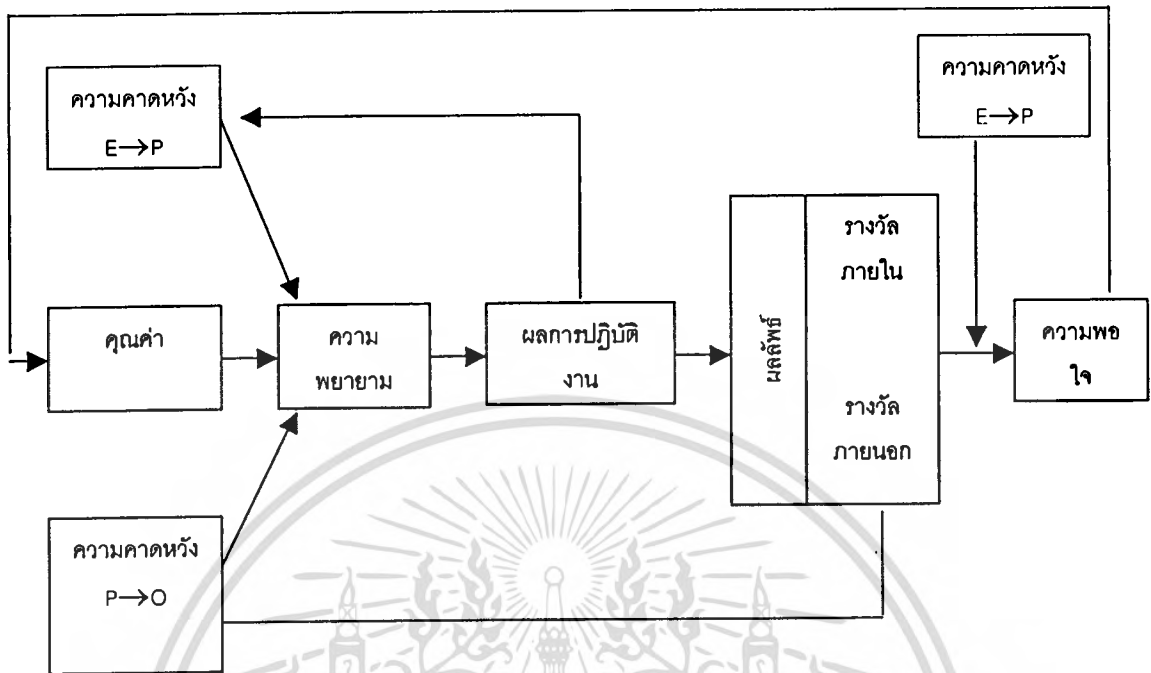 ความคาดหวัง
E→P
ความคาดหวัง
E→P
คุณค่า
ความ
พยายาม
ผลการปฏิบัติ
งาน
ผลลัพธ์
รางวัล
ภายใน
รางวัล
ภายนอก
ความพอ
ใจ
ความคาดหวัง
P→O